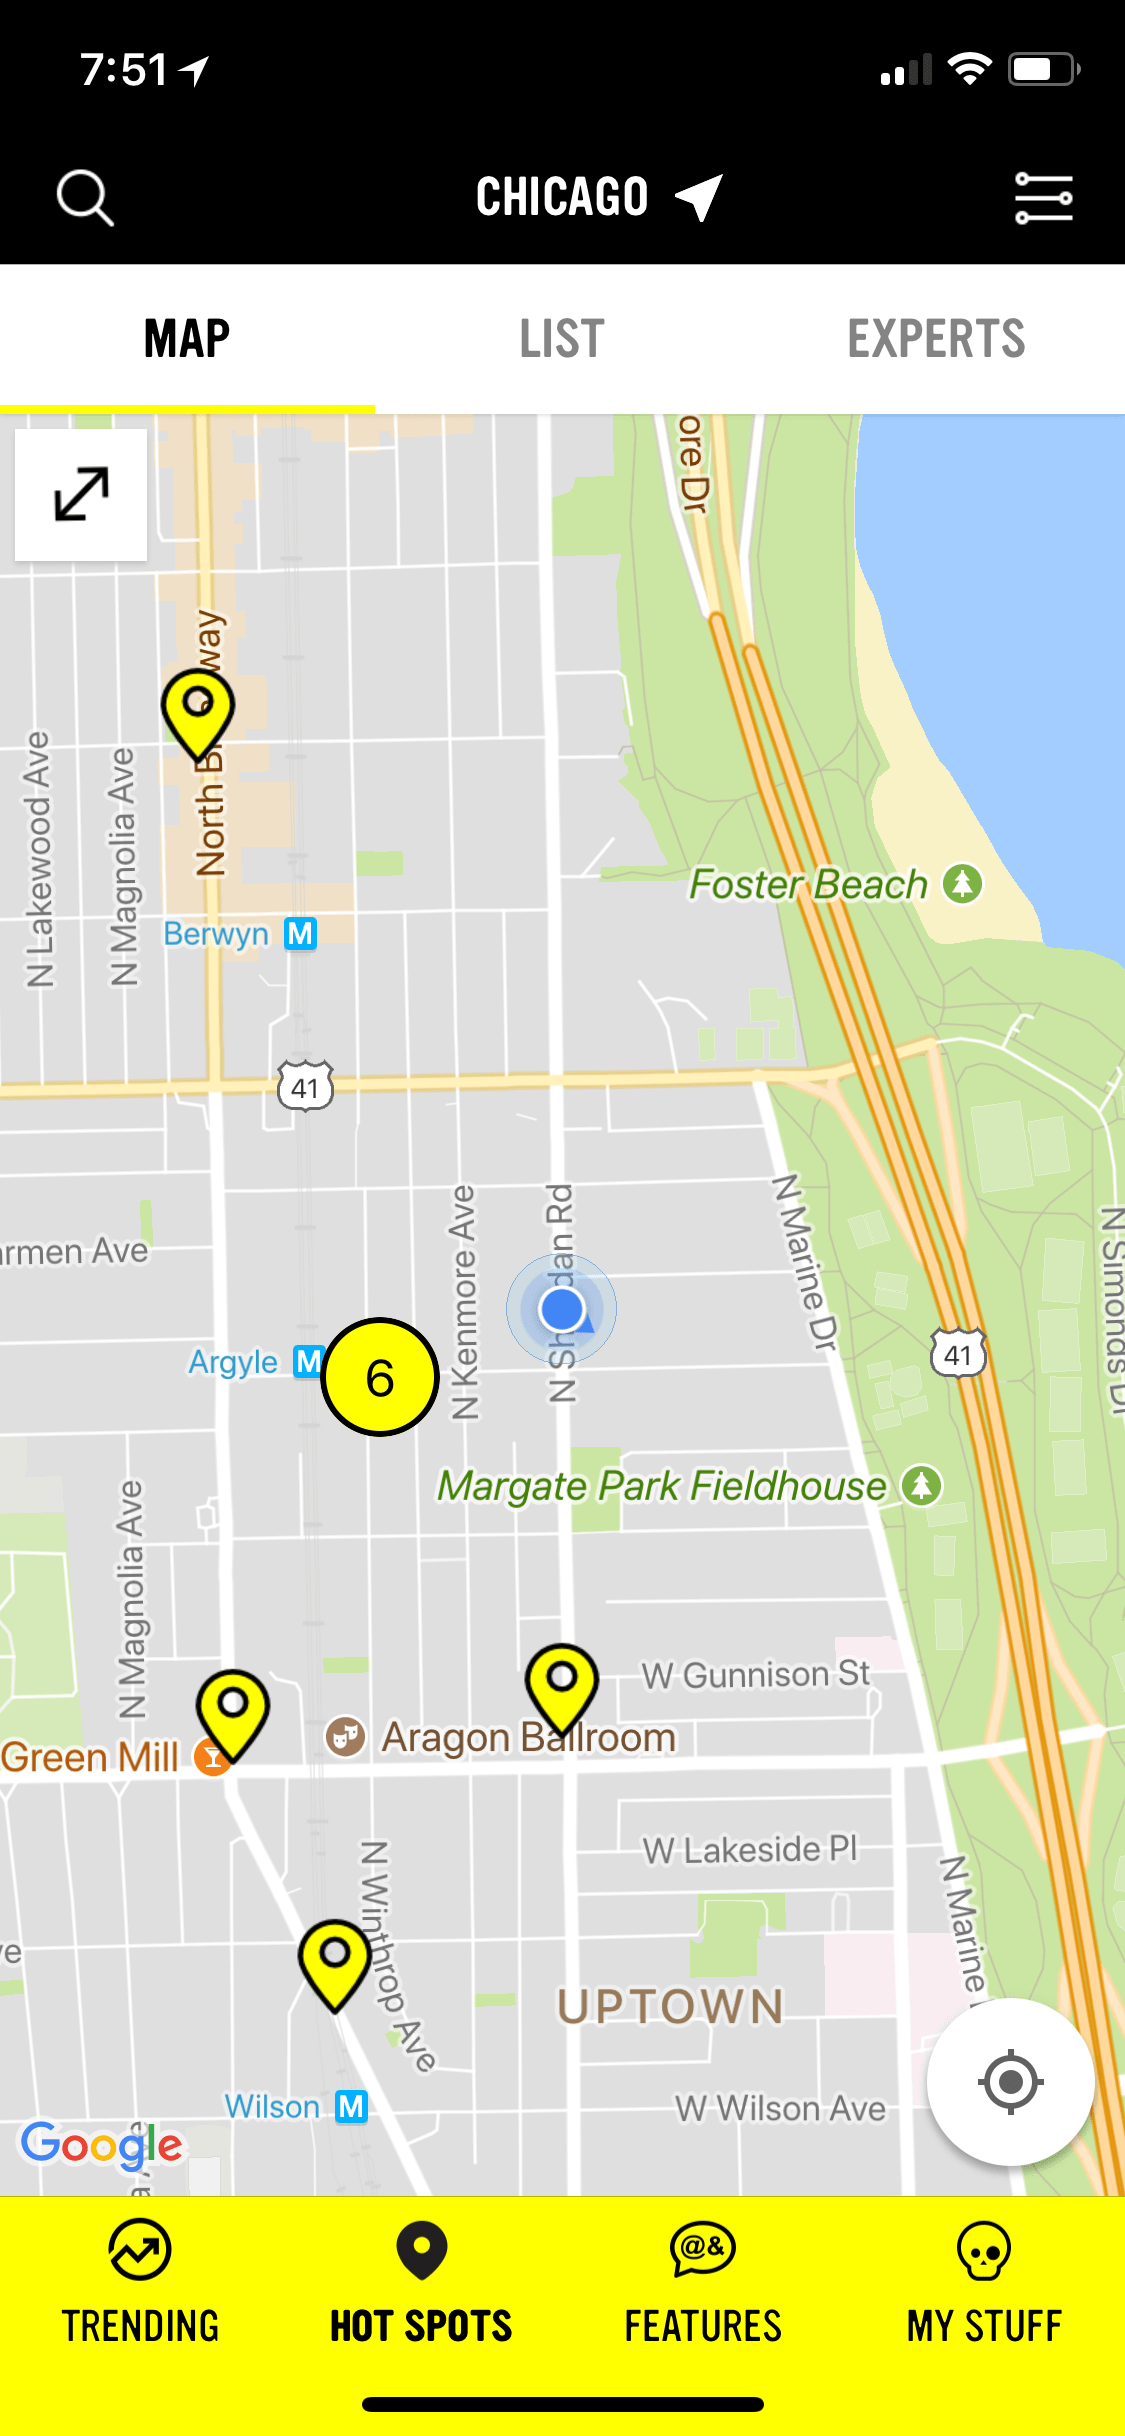 7:51
CHICAGO
MAP
LIST
EXPERTS
ore Dr
North B
way
N Lakewood Ave
N Magnolia Ave
Foster Beach
Berwyn M
41
rmen Ave
N Kenmore Ave
N Sh
dan Rd
N Marine Dr
N Simonds Dr
41
Argyle M
6
Margate Park Fieldhouse
N Magnolia Ave
W Gunnison St
Aragon Ballroom
Green Mill
W Lakeside Pl
N Winthrop Ave
N Marine
ve
UPTOWN
Wilson M
W Wilson Ave
Google
a Ave
TRENDING
HOT SPOTS
@&
FEATURES
MY STUFF